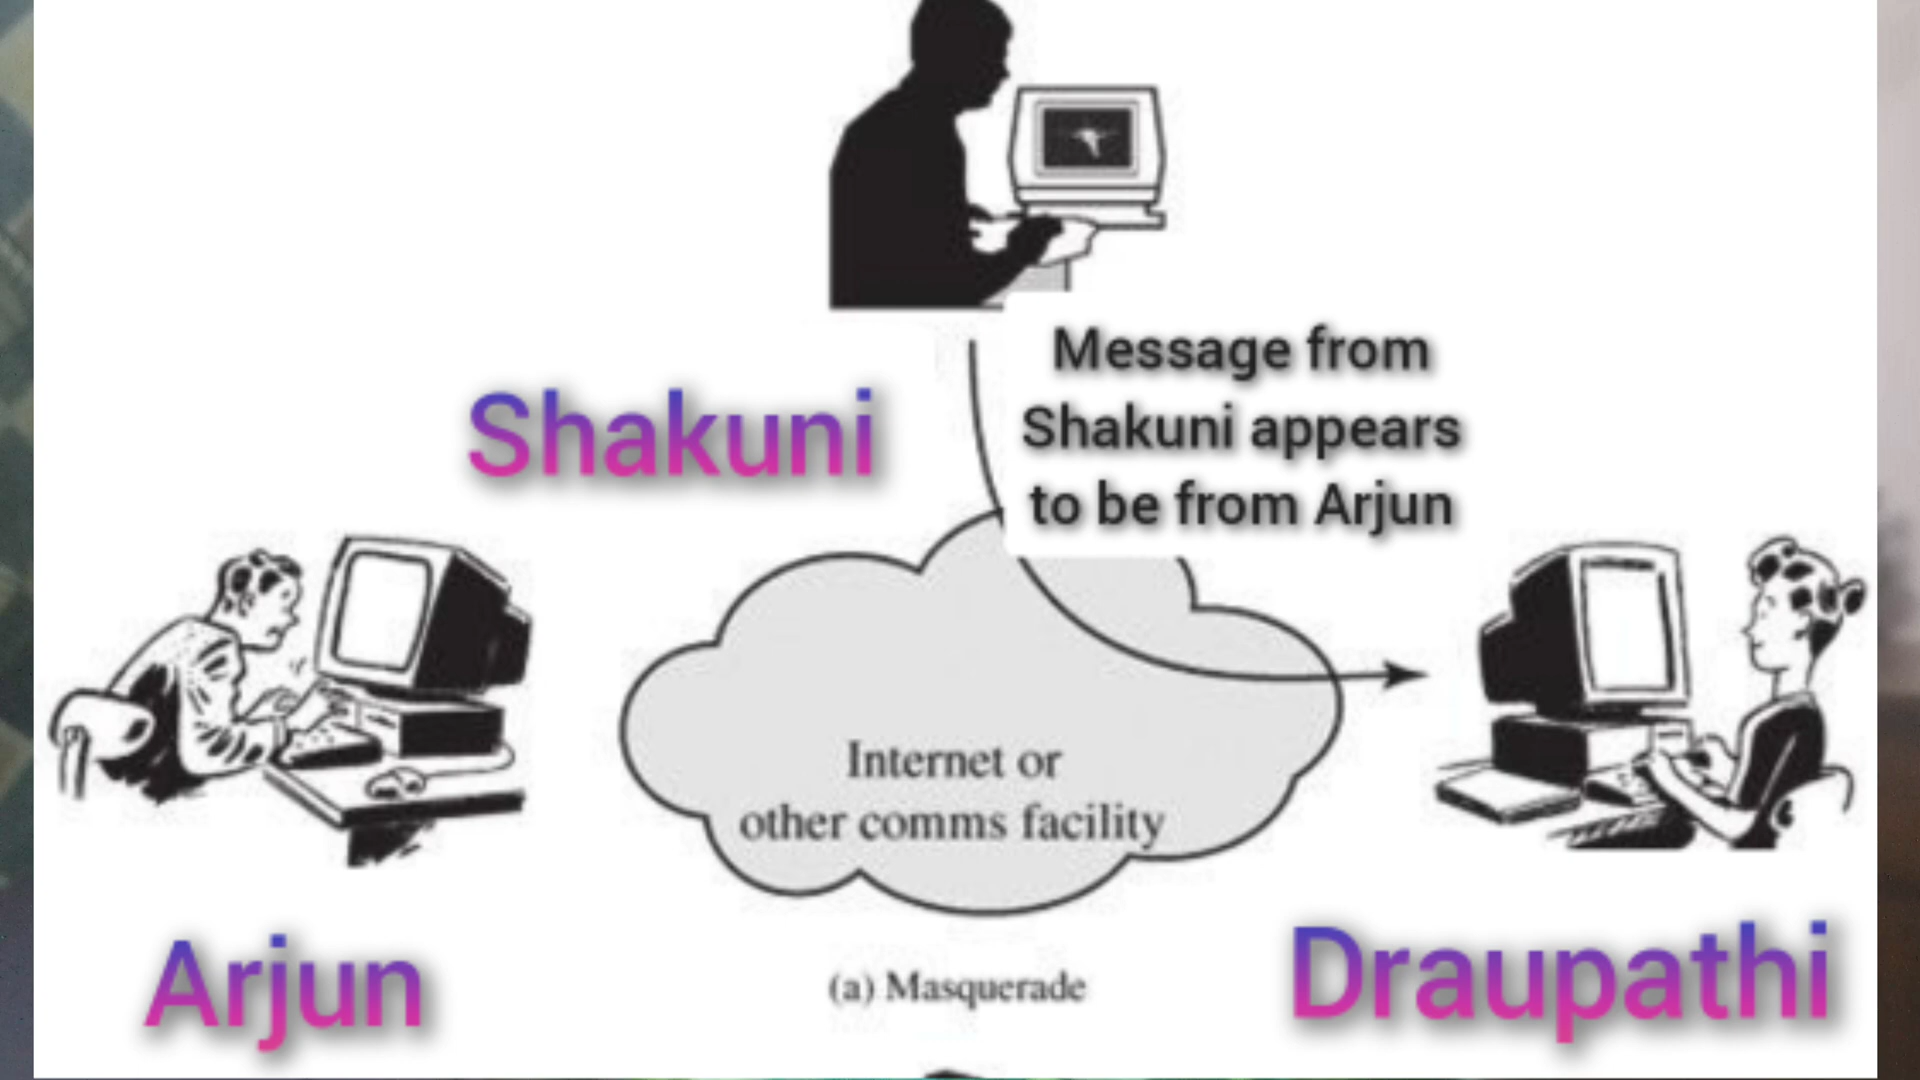 Message from
Shakuni appears
to be from Arjun
Shakuni
Internet or
other comms facility
Arjun
(a) Masquerade
Draupathi